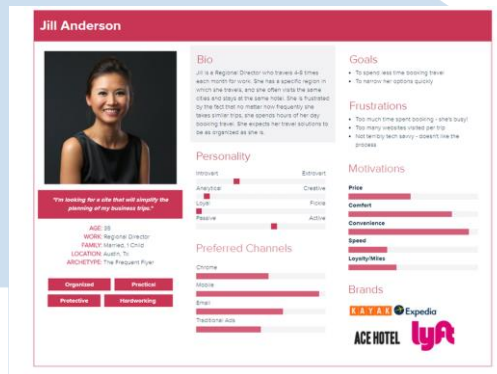 Jill Anderson
"I'm looking for a site that will simplify the
planning of my business trips."
AGE: 35
WORK: Regional Director
FAMILY: Married, 1 Child
LOCATION: Austin, TX
ARCHETYPE: The Frequent Flyer
Organized
Practical
Protective
Hardworking
Bio
Jill is a Regional Director who travels 4-8 times
each month for work. She has a specific region in
which she travels, and she often visits the same
cities and stays at the same hotel. She is frustrated
by the fact that no matter how frequently she
takes similar trips, she spends hours of her day
booking travel. She expects her travel solutions to
be as organized as she is.
Personality
Introvert Extrovert
Analytical Creative
Loyal Fickle
Passive Active
Preferred Channels
Chrome
Mobile
Email
Traditional Ads
Goals
• To spend less time booking travel
• To narrow her options quickly
Frustrations
• Too much time spent booking - she's busy!
• Too many websites visited per trip
• Not terribly tech savvy - doesn't like the
process
Motivations
Price
Comfort
Convenience
Speed
Loyalty/Miles
Brands
KAYAK Expedia
ACE HOTEL lyft